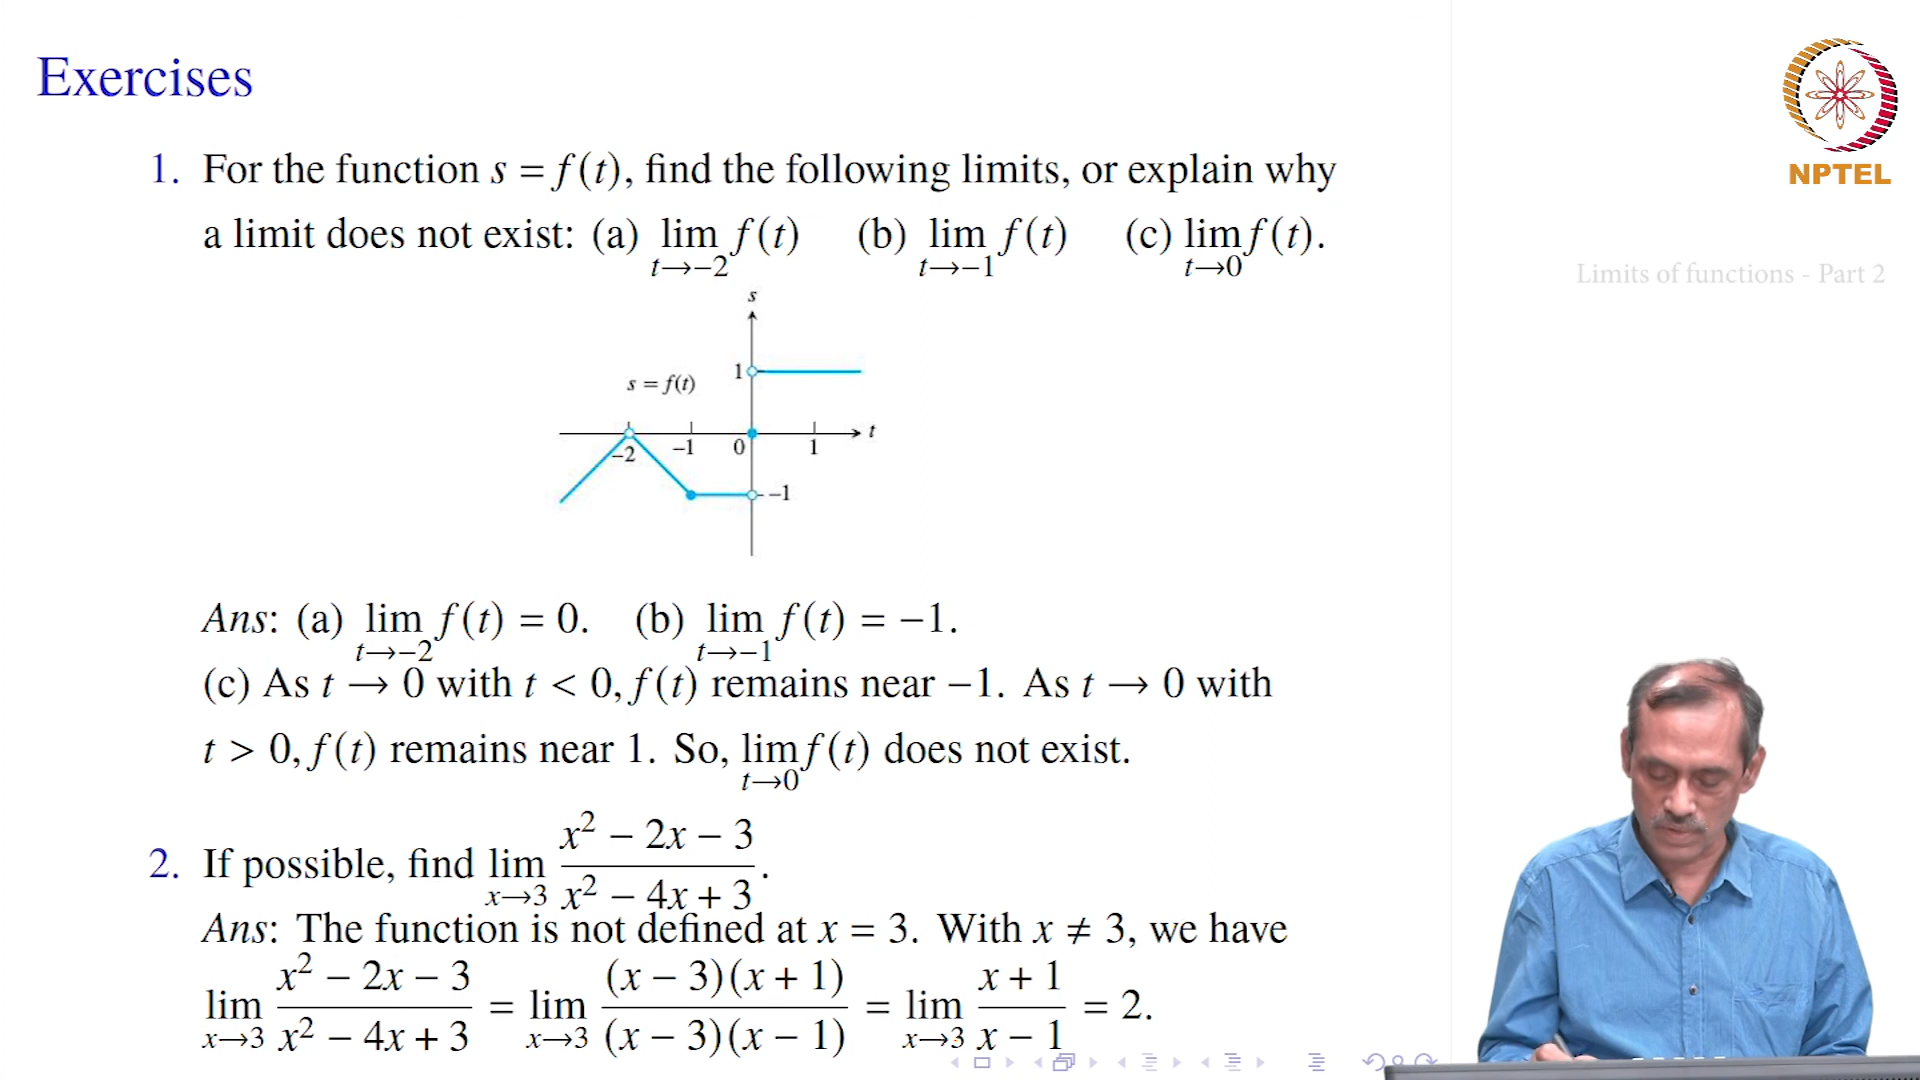 Exercises
1. For the function s = f(t), find the following limits, or explain why
a limit does not exist: (a) lim_{t→−2} f(t) (b) lim_{t→−1} f(t) (c) lim_{t→0} f(t).
s
1
s = f(t)
t
−2 −1 0 1
−1
Ans: (a) lim_{t→−2} f(t) = 0. (b) lim_{t→−1} f(t) = −1.
(c) As t → 0 with t < 0, f(t) remains near −1. As t → 0 with
t > 0, f(t) remains near 1. So, lim_{t→0} f(t) does not exist.
2. If possible, find lim_{x→3} (x² − 2x − 3)/(x² − 4x + 3).
Ans: The function is not defined at x = 3. With x ≠ 3, we have
lim_{x→3} (x² − 2x − 3)/(x² − 4x + 3) = lim_{x→3} ((x − 3)(x + 1))/((x − 3)(x − 1)) = lim_{x→3} (x + 1)/(x − 1) = 2.
NPTEL
Limits of functions - Part 2